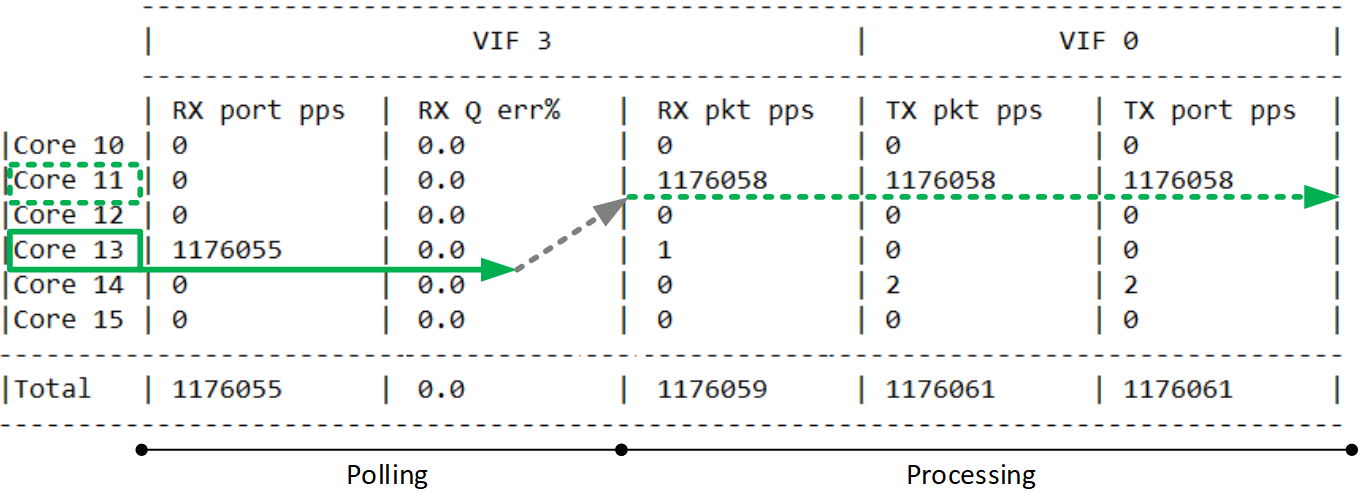 | VIF 3 | VIF 0 |
| RX port pps | RX Q err% | RX pkt pps | TX pkt pps | TX port pps |
|Core 10 | 0 | 0.0 | 0 | 0 | 0 |
|Core 11 | 0 | 0.0 | 1176058 | 1176058 | 1176058 |
|Core 12 | 0 | 0.0 | 0 | 0 | 0 |
|Core 13 | 1176055 | 0.0 | 1 | 0 | 0 |
|Core 14 | 0 | 0.0 | 0 | 2 | 2 |
|Core 15 | 0 | 0.0 | 0 | 0 | 0 |
|Total | 1176055 | 0.0 | 1176059 | 1176061 | 1176061 |
Polling Processing